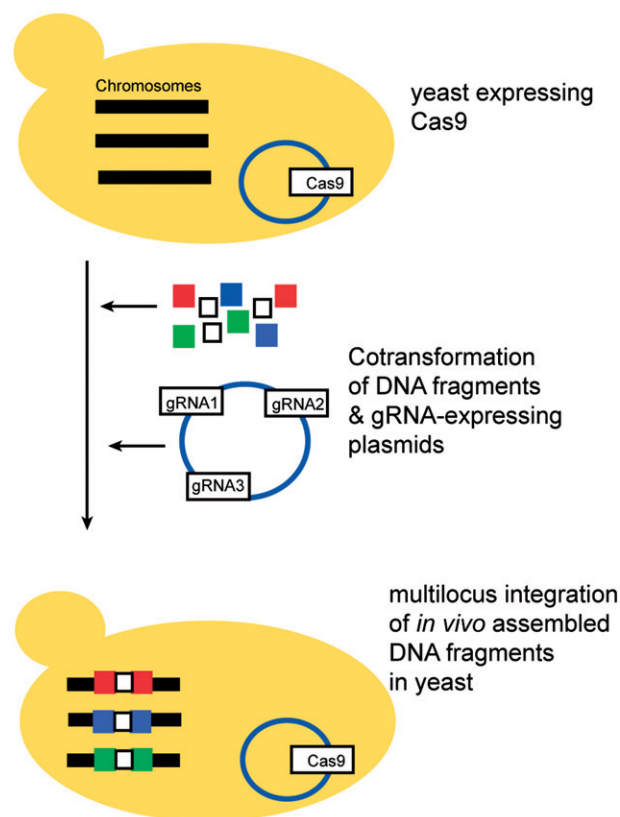 Chromosomes
yeast expressing
Cas9
Cas9
Cotransformation
of DNA fragments
& gRNA-expressing
plasmids
gRNA1
gRNA2
gRNA3
multilocus integration
of in vivo assembled
DNA fragments
in yeast
Cas9